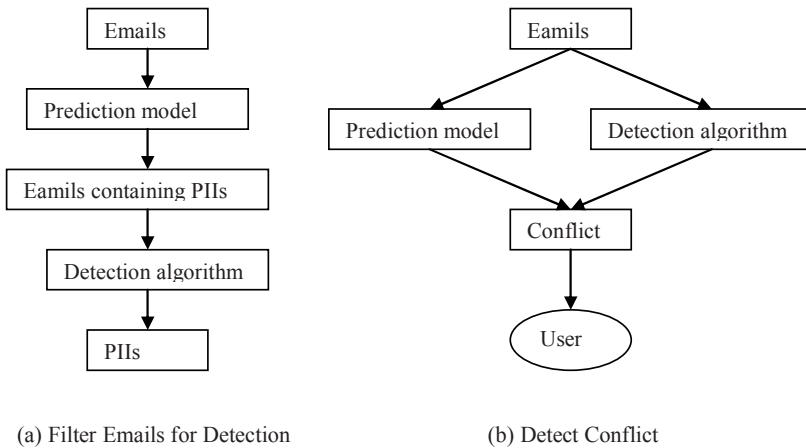 Emails
Prediction model
Eamils containing PIIs
Detection algorithm
PIIs
(a) Filter Emails for Detection
Eamils
Prediction model
Detection algorithm
Conflict
User
(b) Detect Conflict